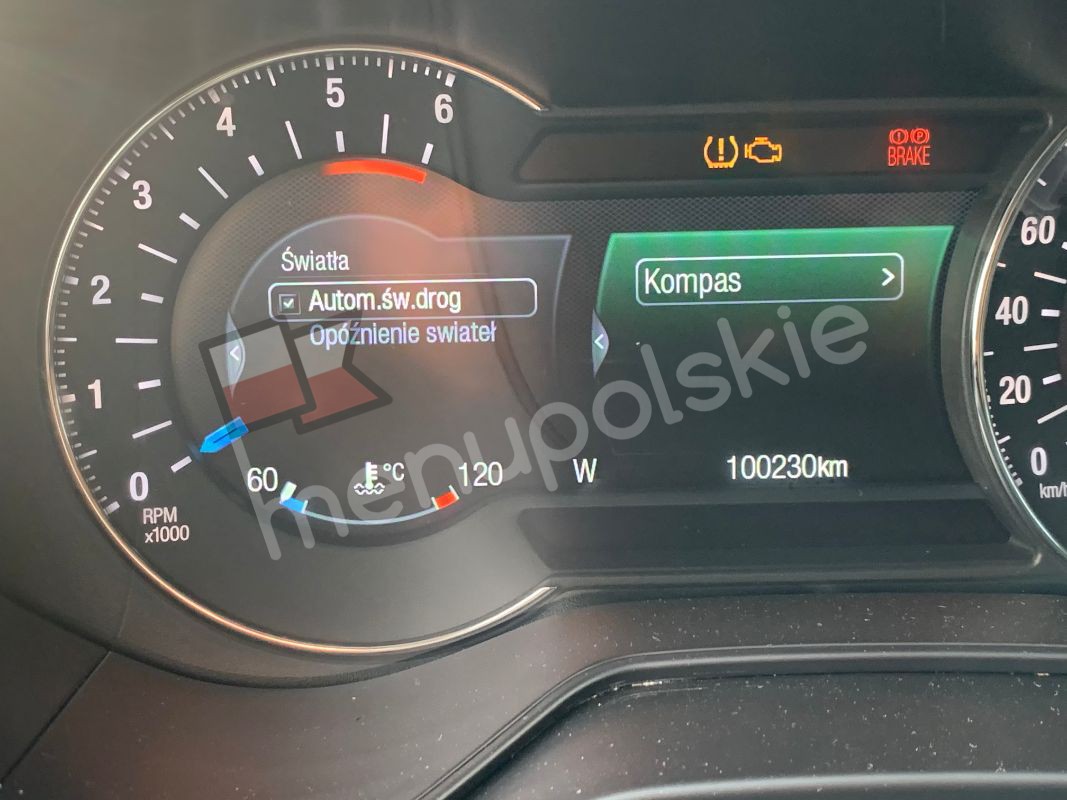 0
1
2
3
4
5
6
RPM
x1000
Światła
Autom.św.drog
Opóźnienie swiateł
60
°C
120
W
BRAKE
Kompas
100230km
60
40
20
0
km/h
menupolskie